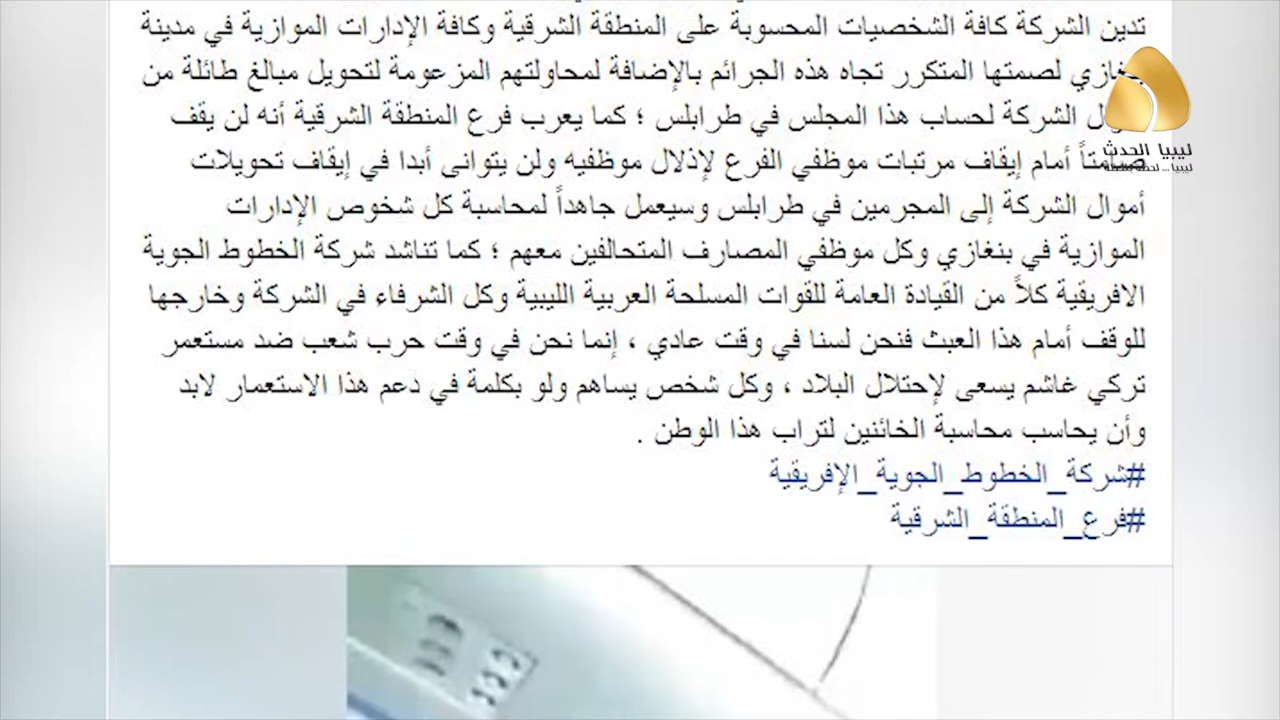 تدين الشركة كافة الشخصيات المحسوبة على المنطقة الشرقية وكافة الإدارات الموازية في مدينة
بنغازي لصمتها المتكرر تجاه هذه الجرائم بالإضافة لمحاولتهم المزعومة لتحويل مبالغ طائلة من
الشركة لحساب هذا المجلس في طرابلس ؛ كما يعرب فرع المنطقة الشرقية أنه لن يقف
صامتاً أمام إيقاف مرتبات موظفي الفرع لإذلال موظفيه ولن يتوانى أبدا في إيقاف تحويلات
أموال الشركة إلى المجرمين في طرابلس وسيعمل جاهداً لمحاسبة كل شخوص الإدارات
الموازية في بنغازي وكل موظفي المصارف المتحالفين معهم ؛ كما تناشد شركة الخطوط الجوية
الافريقية كلاً من القيادة العامة للقوات المسلحة العربية الليبية وكل الشرفاء في الشركة وخارجها
للوقف أمام هذا العبث فنحن لسنا في وقت عادي ، إنما نحن في وقت حرب شعب ضد مستعمر
تركي غاشم يسعى لإحتلال البلاد ، وكل شخص يساهم ولو بكلمة في دعم هذا الاستعمار لابد
وأن يحاسب محاسبة الخائنين لتراب هذا الوطن .
#شركة_الخطوط_الجوية_الإفريقية
#فرع_المنطقة_الشرقية
ليبيا الحدث